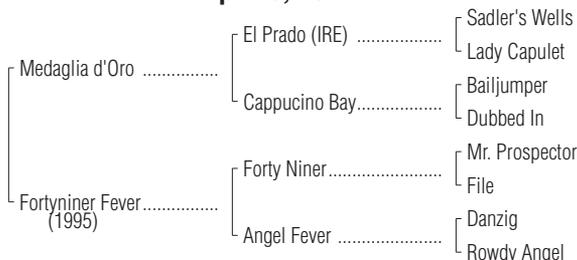 Sadler's Wells
El Prado (IRE) ..................
Lady Capulet
Medaglia d'Oro ................
Bailjumper
Cappucino Bay.................
Dubbed In
Mr. Prospector
Forty Niner.......................
File
Fortyniner Fever................
(1995)
Danzig
Angel Fever .....................
Rowdy Angel